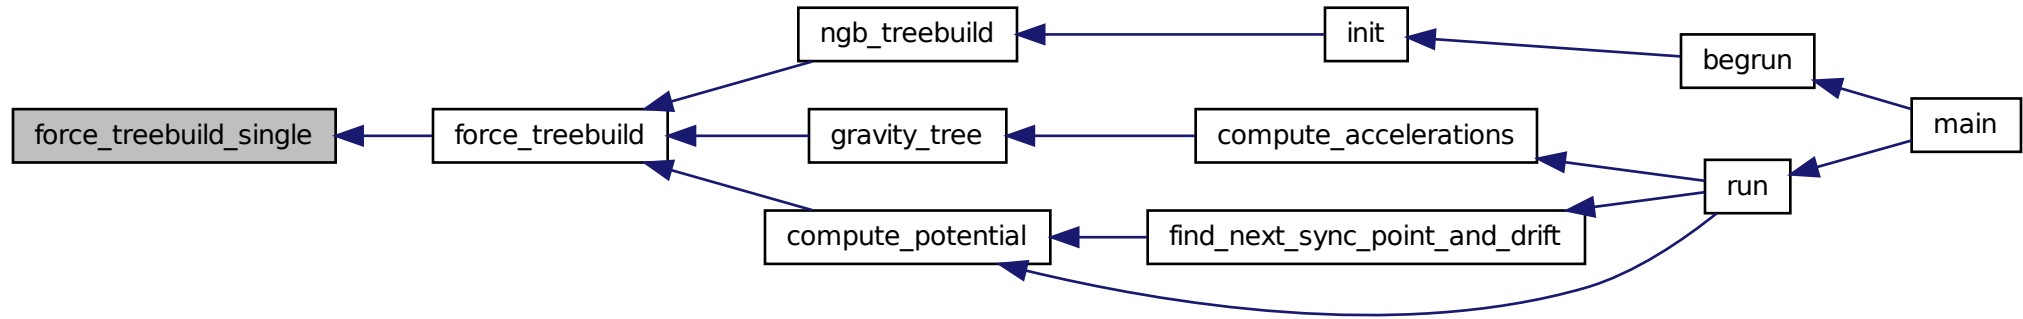 ngb_treebuild
init
begrun
force_treebuild_single
force_treebuild
gravity_tree
compute_accelerations
main
run
compute_potential
find_next_sync_point_and_drift